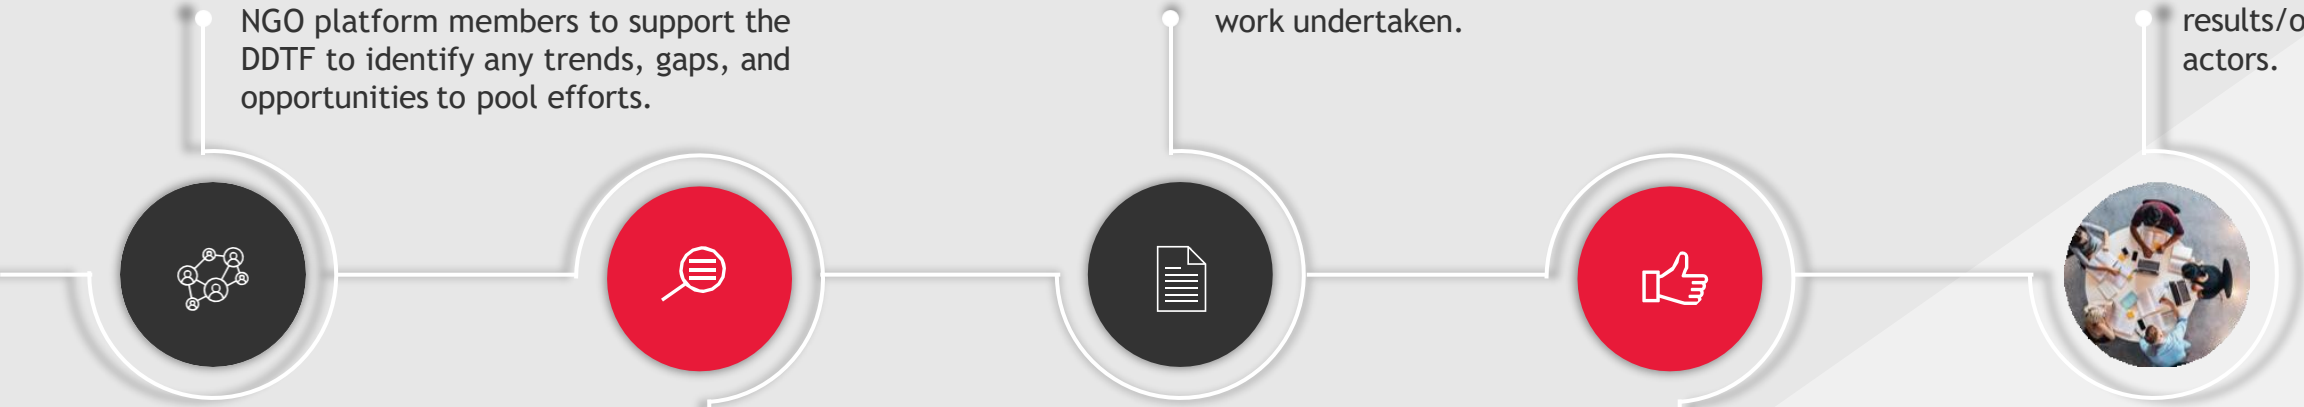 NGO platform members to support the
DDTF to identify any trends, gaps, and
opportunities to pool efforts.
work undertaken.
results/o
actors.